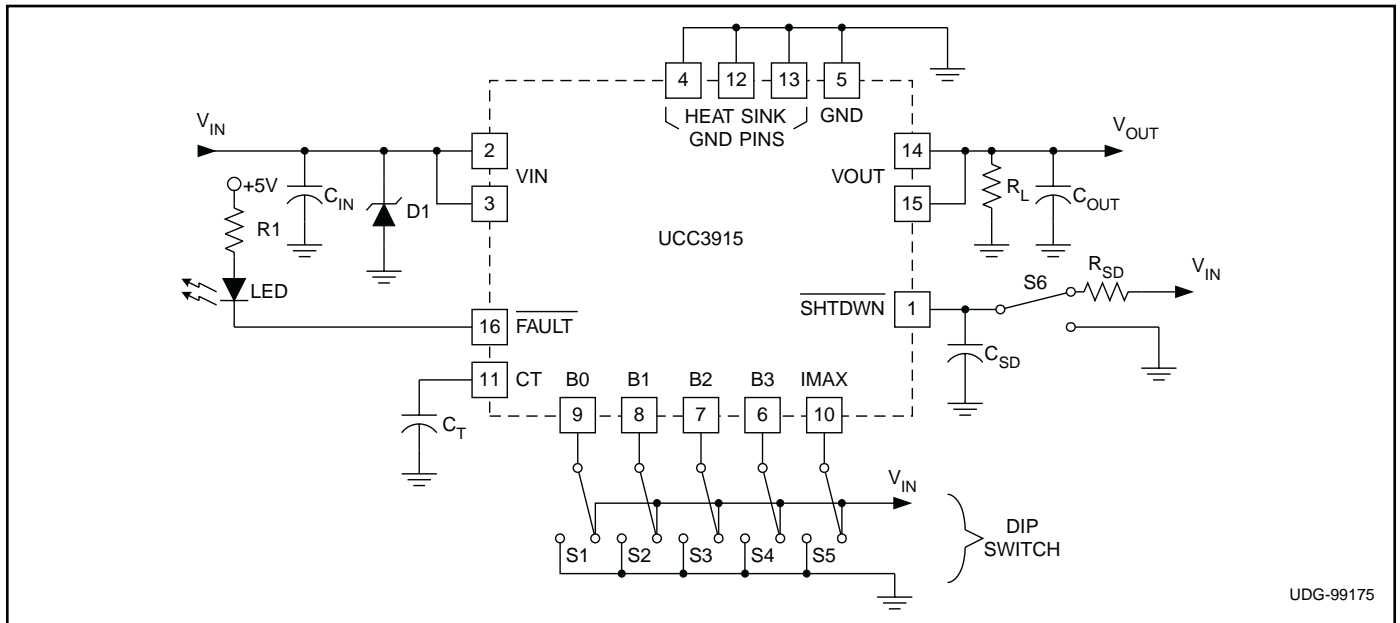 4 12 13 5
HEAT SINK GND
GND PINS
V_IN
2
VIN
3
+5V
C_IN
D1
R1
LED
UCC3915
14
VOUT
15
V_OUT
R_L
C_OUT
SHTDWN
1
S6
R_SD
V_IN
C_SD
16 FAULT
11 CT
C_T
B0 B1 B2 B3 IMAX
9 8 7 6 10
V_IN
S1 S2 S3 S4 S5
DIP
SWITCH
UDG-99175